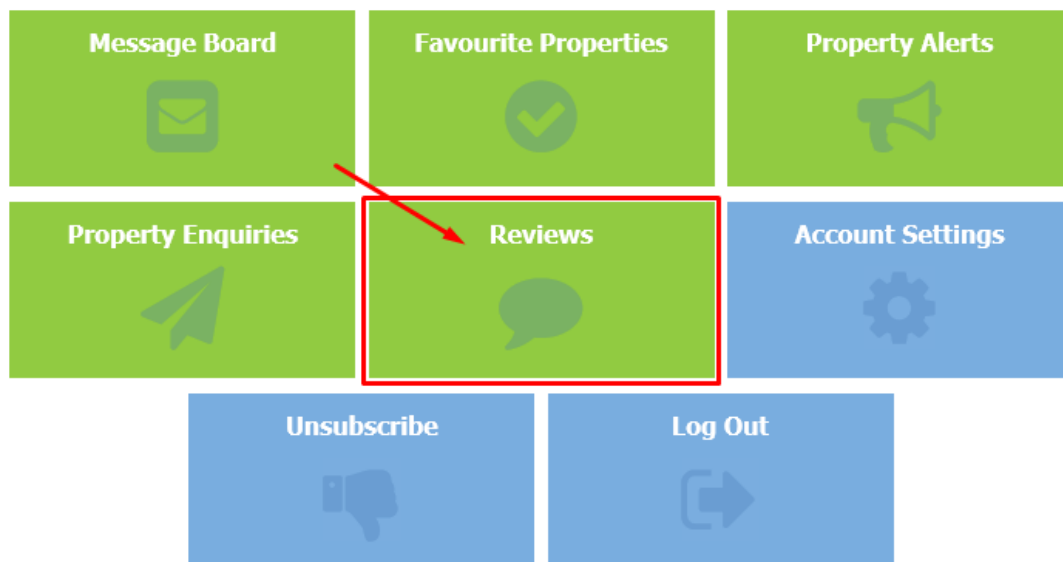 Message Board
Favourite Properties
Property Alerts
Property Enquiries
Reviews
Account Settings
Unsubscribe
Log Out